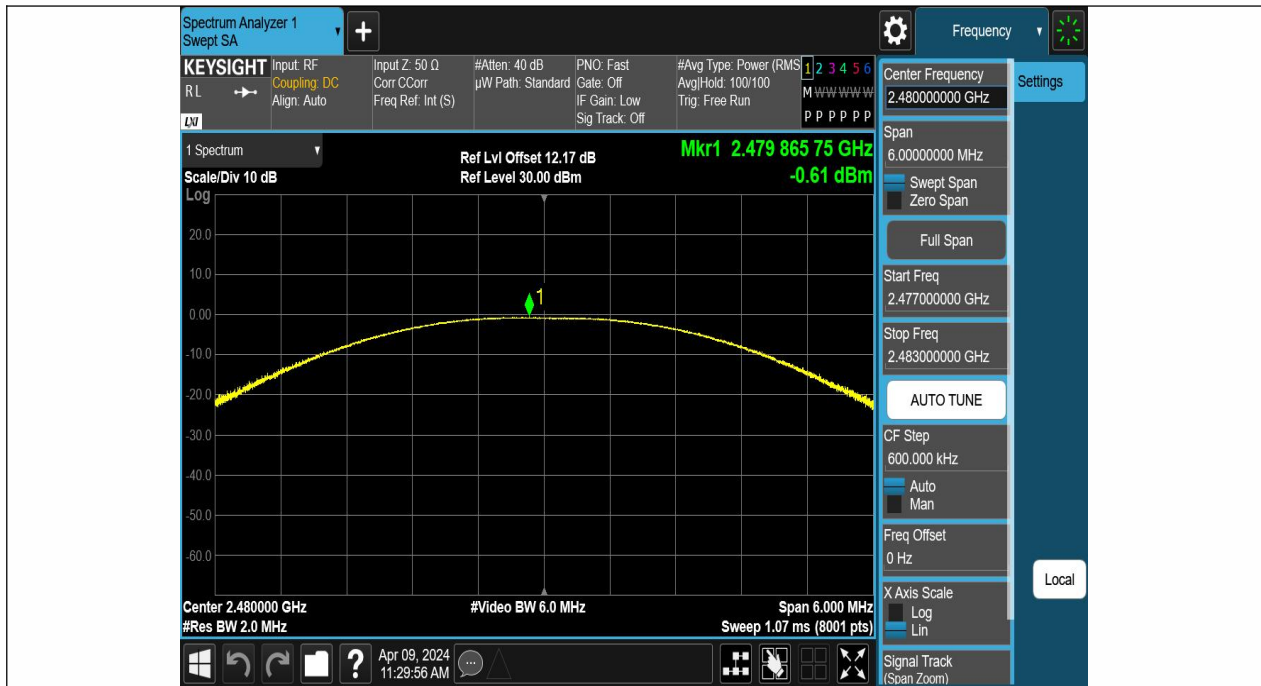 Spectrum Analyzer 1
Swept SA
Frequency
KEYSIGHT
R L
LXI
Input: RF
Coupling: DC
Align: Auto
Input Z: 50 Ω
Corr CCorr
Freq Ref: Int (S)
#Atten: 40 dB
µW Path: Standard
PNO: Fast
Gate: Off
IF Gain: Low
Sig Track: Off
#Avg Type: Power (RMS
Avg|Hold: 100/100
Trig: Free Run
1 2 3 4 5 6
M W W W W W
P P P P P P
1 Spectrum
Scale/Div 10 dB
Log
Ref Lvl Offset 12.17 dB
Ref Level 30.00 dBm
Mkr1 2.479 865 75 GHz
-0.61 dBm
1
20.0
10.0
0.00
-10.0
-20.0
-30.0
-40.0
-50.0
-60.0
Center 2.480000 GHz
#Res BW 2.0 MHz
#Video BW 6.0 MHz
Span 6.000 MHz
Sweep 1.07 ms (8001 pts)
?
Apr 09, 2024
11:29:56 AM
Center Frequency
2.480000000 GHz
Settings
Span
6.00000000 MHz
Swept Span
Zero Span
Full Span
Start Freq
2.477000000 GHz
Stop Freq
2.483000000 GHz
AUTO TUNE
CF Step
600.000 kHz
Auto
Man
Freq Offset
0 Hz
Local
X Axis Scale
Log
Lin
Signal Track
(Span Zoom)